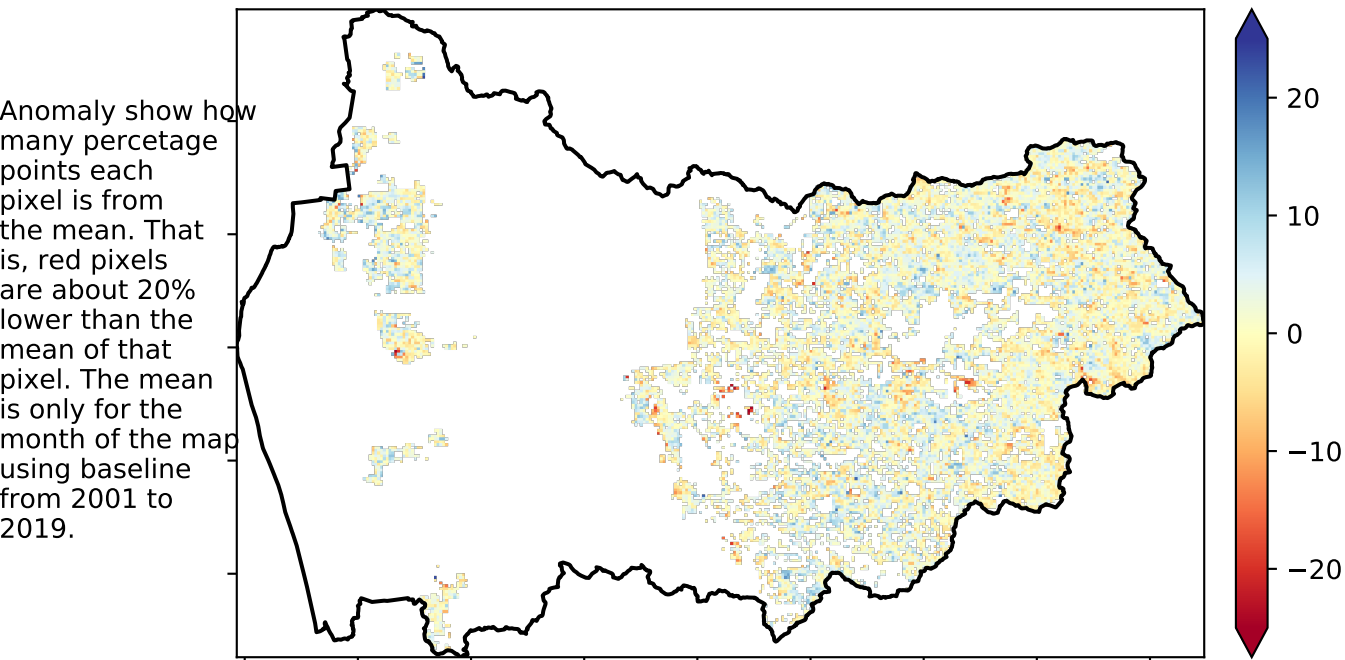 Anomaly show how
many percetage
points each
pixel is from
the mean. That
is, red pixels
are about 20%
lower than the
mean of that
pixel. The mean
is only for the
month of the map
using baseline
from 2001 to
2019.
20
10
0
−10
−20